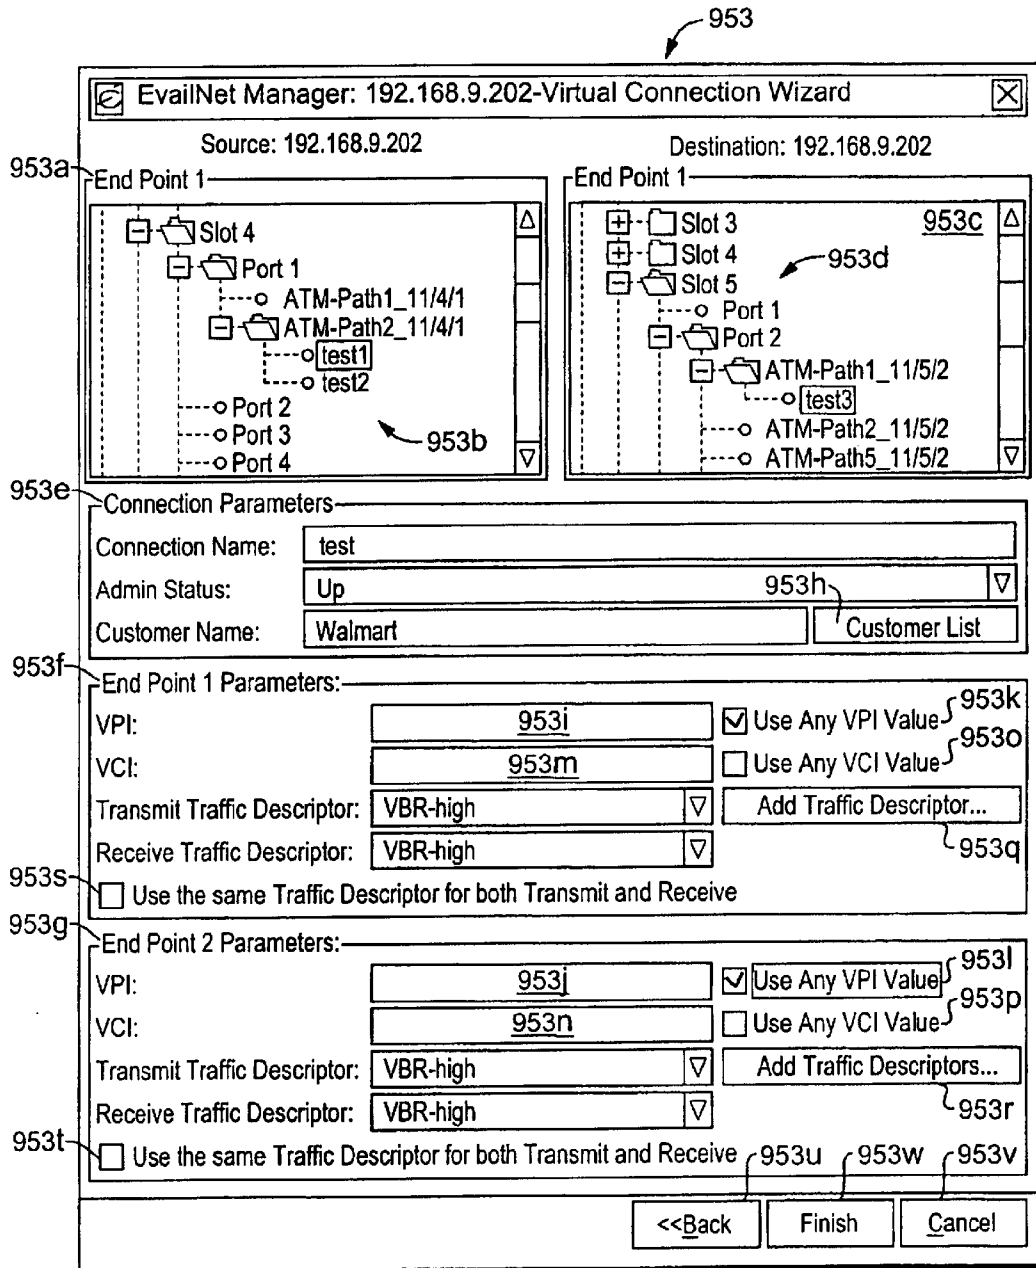 953
EvailNet Manager: 192.168.9.202-Virtual Connection Wizard
Source: 192.168.9.202
Destination: 192.168.9.202
953a
End Point 1
End Point 1
Slot 4
Port 1
ATM-Path1_11/4/1
ATM-Path2_11/4/1
test1
test2
Port 2
Port 3
Port 4
953b
Slot 3
953c
Slot 4
953d
Slot 5
Port 1
Port 2
ATM-Path1_11/5/2
test3
ATM-Path2_11/5/2
ATM-Path5_11/5/2
953e
Connection Parameters
Connection Name: test
Admin Status: Up
953h
Customer Name: Walmart Customer List
953f
End Point 1 Parameters:
VPI: 953i Use Any VPI Value 953k
VCI: 953m Use Any VCI Value 953o
Transmit Traffic Descriptor: VBR-high Add Traffic Descriptor...
Receive Traffic Descriptor: VBR-high 953q
953s
Use the same Traffic Descriptor for both Transmit and Receive
953g
End Point 2 Parameters:
VPI: 953j Use Any VPI Value 953l
VCI: 953n Use Any VCI Value 953p
Transmit Traffic Descriptor: VBR-high Add Traffic Descriptors...
Receive Traffic Descriptor: VBR-high 953r
953t
Use the same Traffic Descriptor for both Transmit and Receive
953u 953w 953v
<<Back Finish Cancel